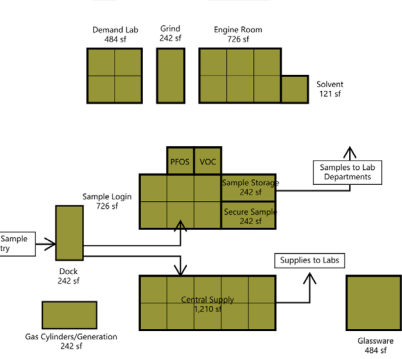 Demand Lab
484 sf
Grind
242 sf
Engine Room
726 sf
Solvent
121 sf
PFOS
VOC
Samples to Lab
Departments
Sample Storage
242 sf
Sample Login
726 sf
Secure Sample
242 sf
Sample
try
Supplies to Labs
Dock
242 sf
Central Supply
1,210 sf
Gas Cylinders/Generation
242 sf
Glassware
484 sf